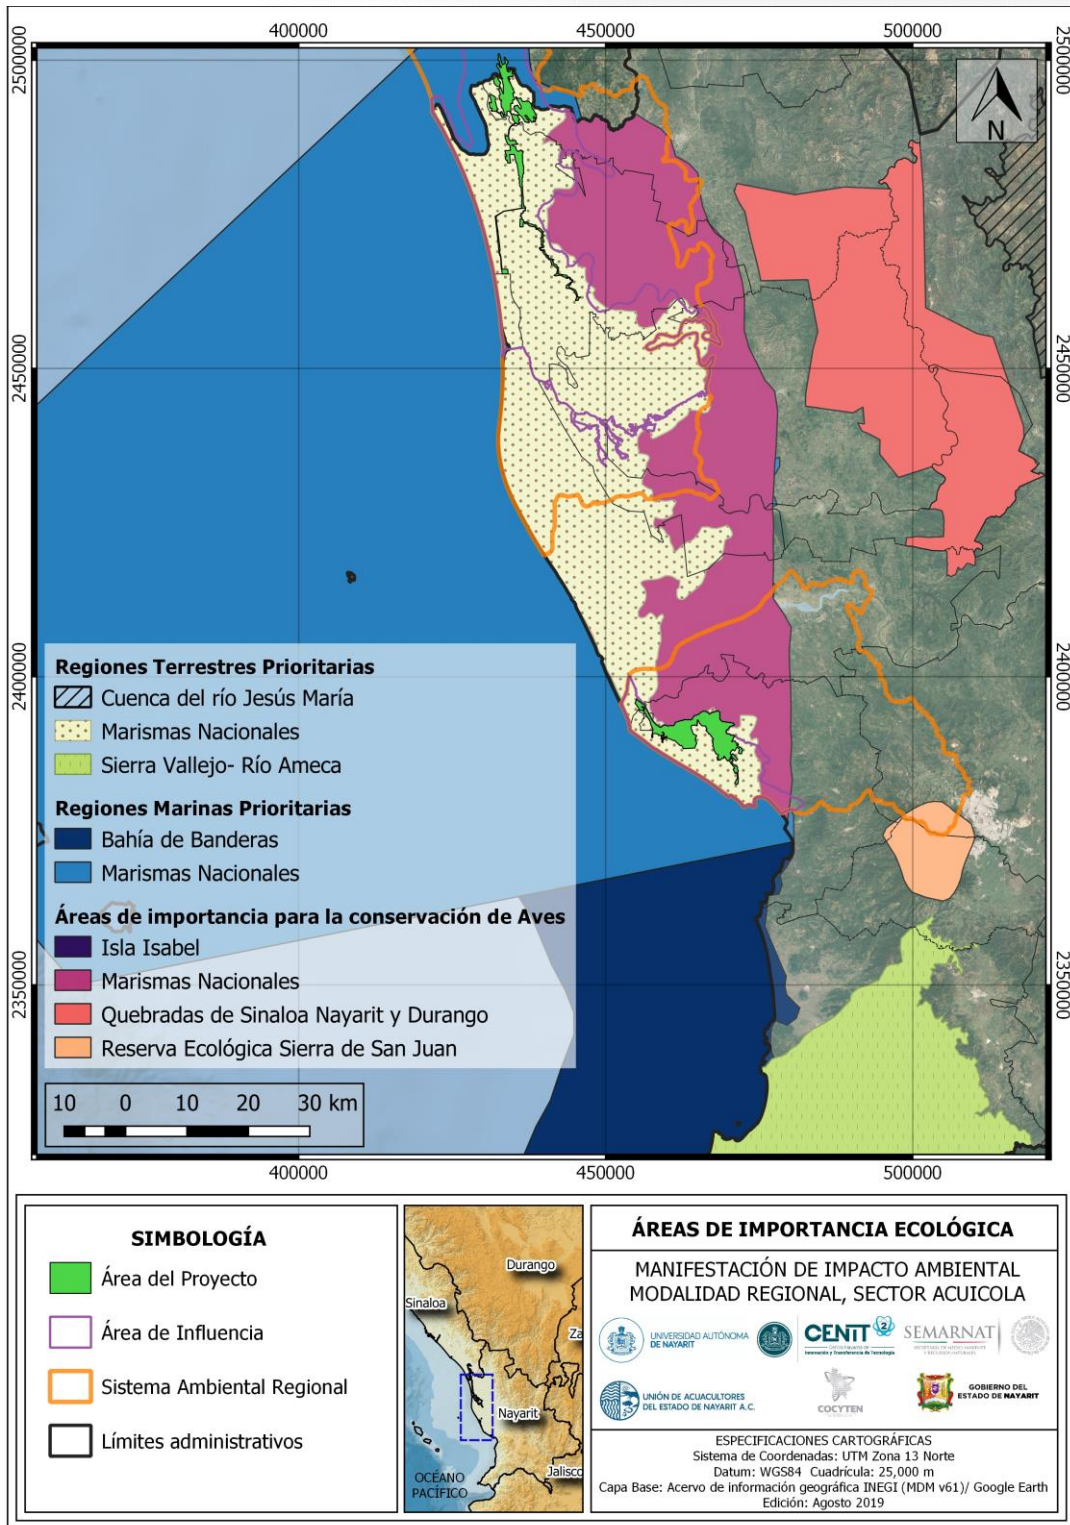 400000 450000 500000
2500000 2500000
N
2450000 2450000
2400000 2400000
2350000 2350000
Regiones Terrestres Prioritarias
Cuenca del río Jesús María
Marismas Nacionales
Sierra Vallejo- Río Ameca
Regiones Marinas Prioritarias
Bahía de Banderas
Marismas Nacionales
Áreas de importancia para la conservación de Aves
Isla Isabel
Marismas Nacionales
Quebradas de Sinaloa Nayarit y Durango
Reserva Ecológica Sierra de San Juan
10 0 10 20 30 km
400000 450000 500000
SIMBOLOGÍA
Área del Proyecto
Área de Influencia
Sistema Ambiental Regional
Límites administrativos
Durango
Sinaloa
Za
Nayarit
OCÉANO
PACÍFICO
Jalisco
ÁREAS DE IMPORTANCIA ECOLÓGICA
MANIFESTACIÓN DE IMPACTO AMBIENTAL
MODALIDAD REGIONAL, SECTOR ACUICOLA
UNIVERSIDAD AUTÓNOMA
DE NAYARIT
CENIT 2
SEMARNAT
UNIÓN DE ACUACULTORES
DEL ESTADO DE NAYARIT A.C.
COCYTEN
GOBIERNO DEL
ESTADO DE NAYARIT
ESPECIFICACIONES CARTOGRÁFICAS
Sistema de Coordenadas: UTM Zona 13 Norte
Datum: WGS84 Cuadrícula: 25,000 m
Capa Base: Acervo de información geográfica INEGI (MDM v61)/ Google Earth
Edición: Agosto 2019